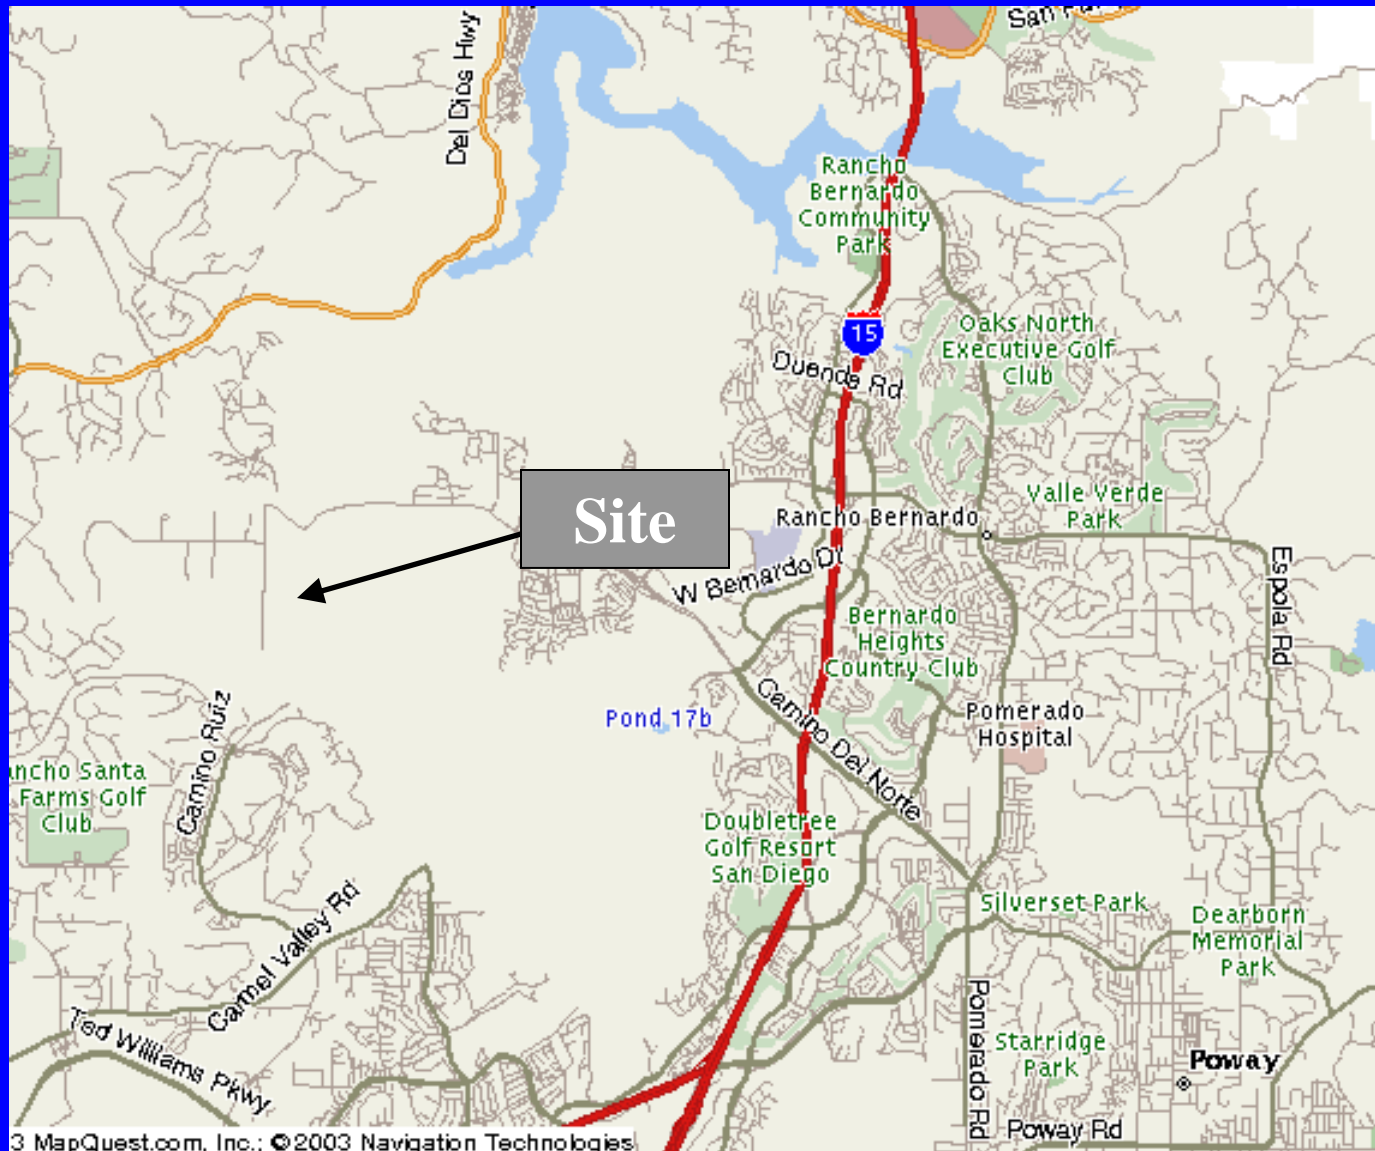 San
Del Dios Hwy
Rancho
Bernardo
Community
Park
15
Duenda Rd
Oaks North
Executive Golf
Club
Valle Verde
Park
Site
Rancho Bernardo
W Bernardo Dr
Espola Rd
Bernardo
Heights
Country Club
Camino Ruiz
Pond 17b
Camino Del Norte
Pomerado
Hospital
ancho Santa
Farms Golf
Club
Doubletree
Golf Resort
San Diego
Carmel Valley Rd
Silverset Park
Dearborn
Memorial
Park
Ted Williams Pkwy
Pomerado Rd
Starridge
Park
Poway
Poway Rd
3 MapQuest.com, Inc.; ©2003 Navigation Technologies